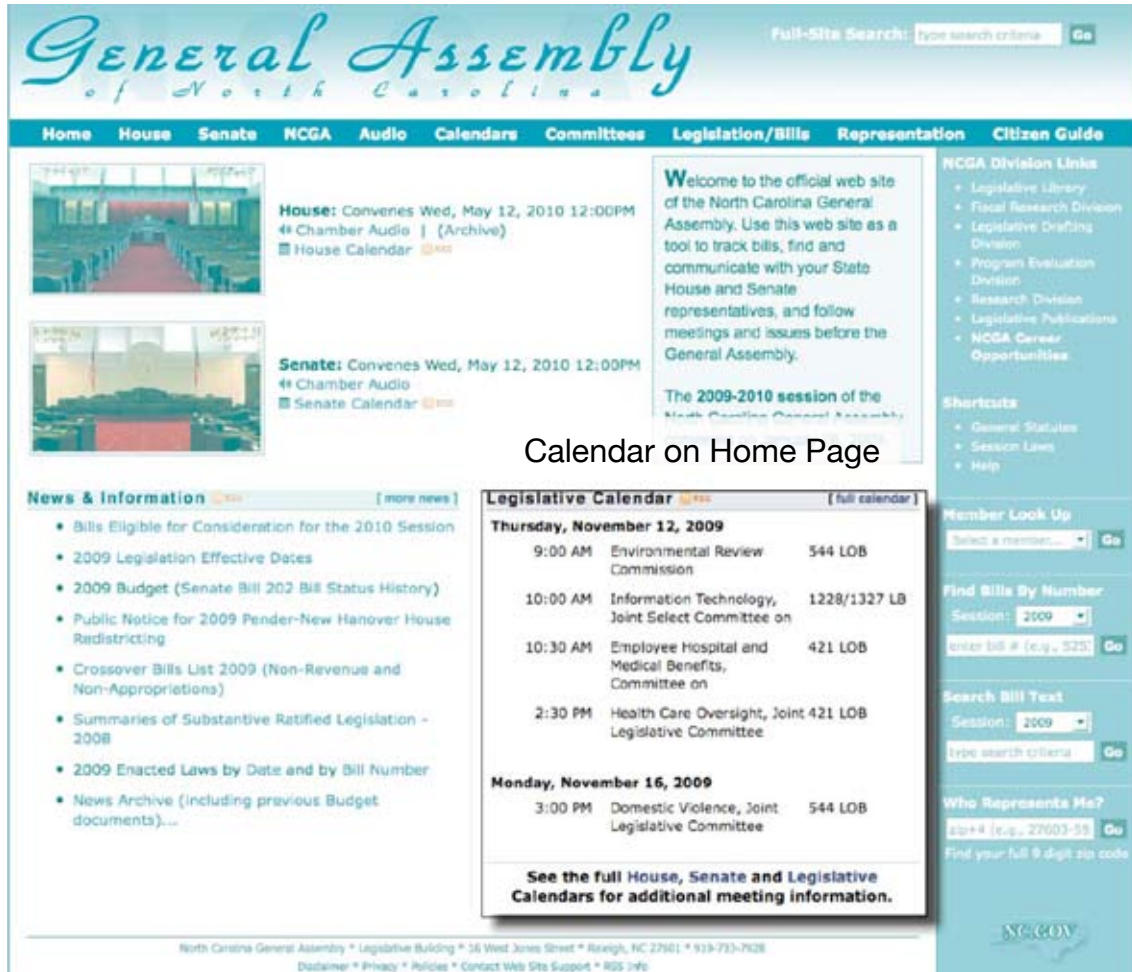 General Assembly
of North Carolina
Full-Site Search: type search criteria Go
Home House Senate NCGA Audio Calendars Committees Legislation/Bills Representation Citizen Guide
House: Convenes Wed, May 12, 2010 12:00PM
Chamber Audio | (Archive)
House Calendar RSS
Senate: Convenes Wed, May 12, 2010 12:00PM
Chamber Audio
Senate Calendar RSS
Welcome to the official web site
of the North Carolina General
Assembly. Use this web site as a
tool to track bills, find and
communicate with your State
House and Senate
representatives, and follow
meetings and issues before the
General Assembly.
The 2009-2010 session of the
North Carolina General Assembly
Calendar on Home Page
News & Information RSS [ more news ]
• Bills Eligible for Consideration for the 2010 Session
• 2009 Legislation Effective Dates
• 2009 Budget (Senate Bill 202 Bill Status History)
• Public Notice for 2009 Pender-New Hanover House
Redistricting
• Crossover Bills List 2009 (Non-Revenue and
Non-Appropriations)
• Summaries of Substantive Ratified Legislation -
2008
• 2009 Enacted Laws by Date and by Bill Number
• News Archive (including previous Budget
documents)...
Legislative Calendar RSS [ full calendar ]
Thursday, November 12, 2009
9:00 AM Environmental Review 544 LOB
Commission
10:00 AM Information Technology, 1228/1327 LB
Joint Select Committee on
10:30 AM Employee Hospital and 421 LOB
Medical Benefits,
Committee on
2:30 PM Health Care Oversight, Joint 421 LOB
Legislative Committee
Monday, November 16, 2009
3:00 PM Domestic Violence, Joint 544 LOB
Legislative Committee
See the full House, Senate and Legislative
Calendars for additional meeting information.
NCGA Division Links
• Legislative Library
• Fiscal Research Division
• Legislative Drafting
Division
• Program Evaluation
Division
• Research Division
• Legislative Publications
• NCGA Career
Opportunities
Shortcuts
• General Statutes
• Session Laws
• Help
Member Look Up
Select a member... Go
Find Bills By Number
Session: 2009
enter bill # (e.g., S25 Go
Search Bill Text
Session: 2009
type search criteria Go
Who Represents Me?
zip+4 (e.g., 27603-59 Go
Find your full 9 digit zip code
NC.GOV
North Carolina General Assembly * Legislative Building * 16 West Jones Street * Raleigh, NC 27601 * 919-733-7928
Disclaimer * Privacy * Policies * Contact Web Site Support * RSS Info